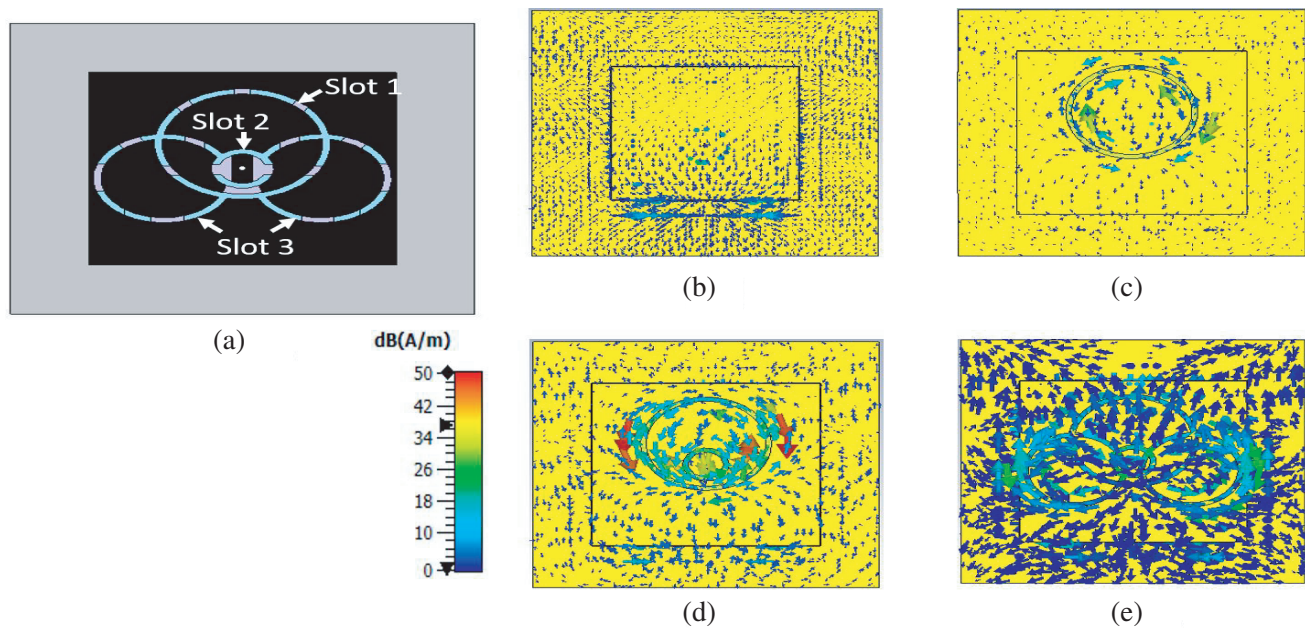 Slot 1
Slot 2
Slot 3
(a)
(b)
(c)
dB(A/m)
50
42
34
26
18
10
0
(d)
(e)